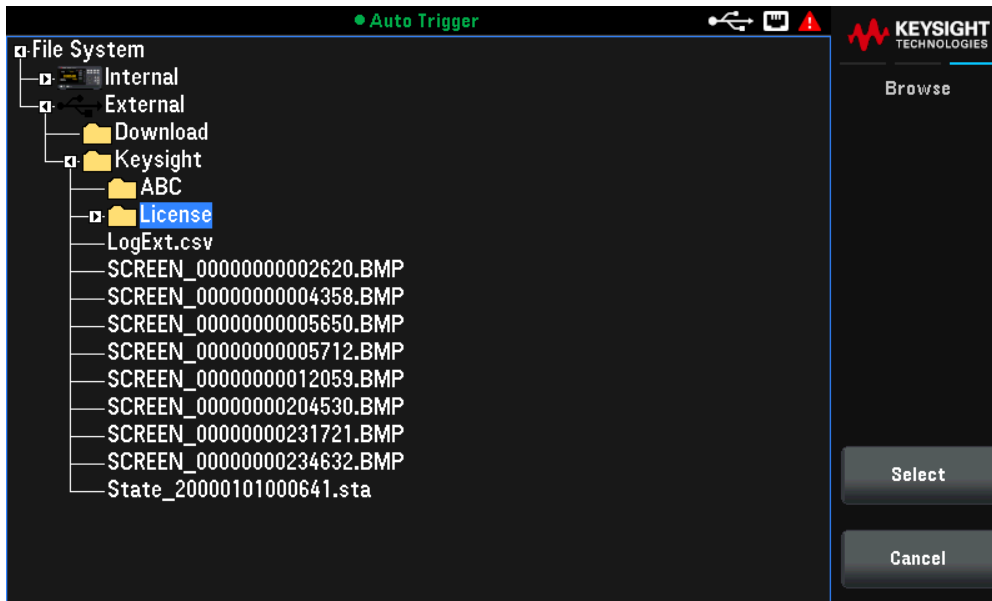 Auto Trigger
KEYSIGHT
TECHNOLOGIES
Browse
File System
Internal
External
Download
Keysight
ABC
License
LogExt.csv
SCREEN_00000000002620.BMP
SCREEN_00000000004358.BMP
SCREEN_00000000005650.BMP
SCREEN_00000000005712.BMP
SCREEN_00000000012059.BMP
SCREEN_00000000204530.BMP
SCREEN_00000000231721.BMP
SCREEN_00000000234632.BMP
State_20000101000641.sta
Select
Cancel